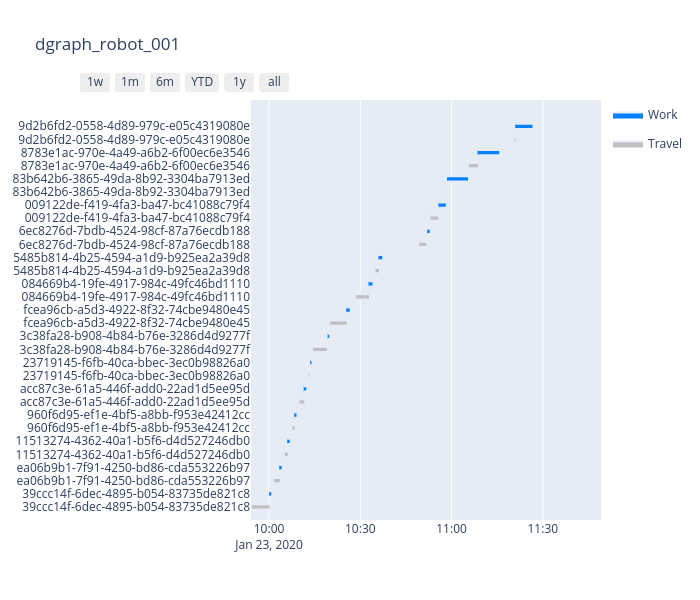 dgraph_robot_001
1w 1m 6m YTD 1y all
Work
Travel
9d2b6fd2-0558-4d89-979c-e05c4319080e
9d2b6fd2-0558-4d89-979c-e05c4319080e
8783e1ac-970e-4a49-a6b2-6f00ec6e3546
8783e1ac-970e-4a49-a6b2-6f00ec6e3546
83b642b6-3865-49da-8b92-3304ba7913ed
83b642b6-3865-49da-8b92-3304ba7913ed
009122de-f419-4fa3-ba47-bc41088c79f4
009122de-f419-4fa3-ba47-bc41088c79f4
6ec8276d-7bdb-4524-98cf-87a76ecdb188
6ec8276d-7bdb-4524-98cf-87a76ecdb188
5485b814-4b25-4594-a1d9-b925ea2a39d8
5485b814-4b25-4594-a1d9-b925ea2a39d8
084669b4-19fe-4917-984c-49fc46bd1110
084669b4-19fe-4917-984c-49fc46bd1110
fcea96cb-a5d3-4922-8f32-74cbe9480e45
fcea96cb-a5d3-4922-8f32-74cbe9480e45
3c38fa28-b908-4b84-b76e-3286d4d9277f
3c38fa28-b908-4b84-b76e-3286d4d9277f
23719145-f6fb-40ca-bbec-3ec0b98826a0
23719145-f6fb-40ca-bbec-3ec0b98826a0
acc87c3e-61a5-446f-add0-22ad1d5ee95d
acc87c3e-61a5-446f-add0-22ad1d5ee95d
960f6d95-ef1e-4bf5-a8bb-f953e42412cc
960f6d95-ef1e-4bf5-a8bb-f953e42412cc
11513274-4362-40a1-b5f6-d4d527246db0
11513274-4362-40a1-b5f6-d4d527246db0
ea06b9b1-7f91-4250-bd86-cda553226b97
ea06b9b1-7f91-4250-bd86-cda553226b97
39ccc14f-6dec-4895-b054-83735de821c8
39ccc14f-6dec-4895-b054-83735de821c8
10:00 10:30 11:00 11:30
Jan 23, 2020